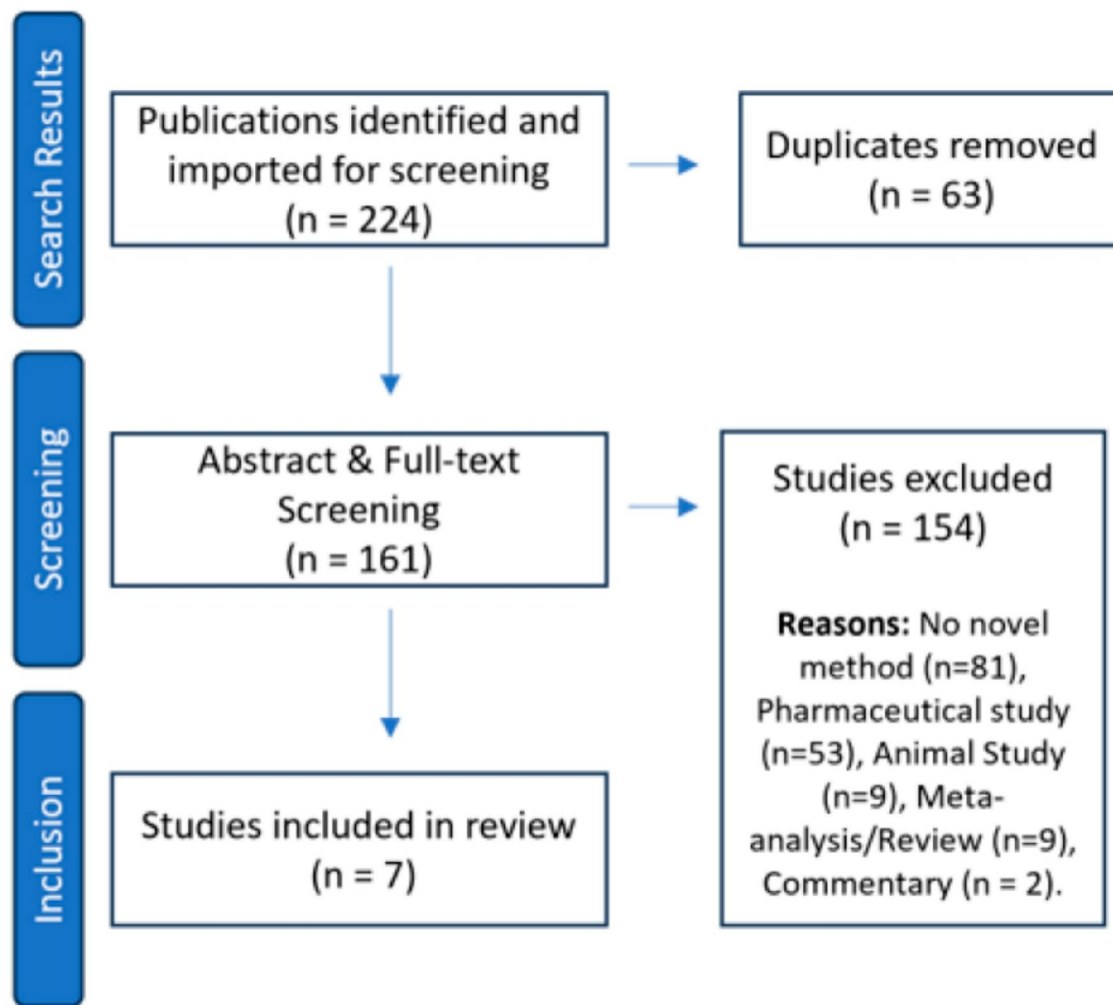 Search Results
Publications identified and
imported for screening
(n = 224)
Duplicates removed
(n = 63)
Screening
Abstract & Full-text
Screening
(n = 161)
Studies excluded
(n = 154)
Reasons: No novel
method (n=81),
Pharmaceutical study
(n=53), Animal Study
(n=9), Meta-
analysis/Review (n=9),
Commentary (n = 2).
Inclusion
Studies included in review
(n = 7)